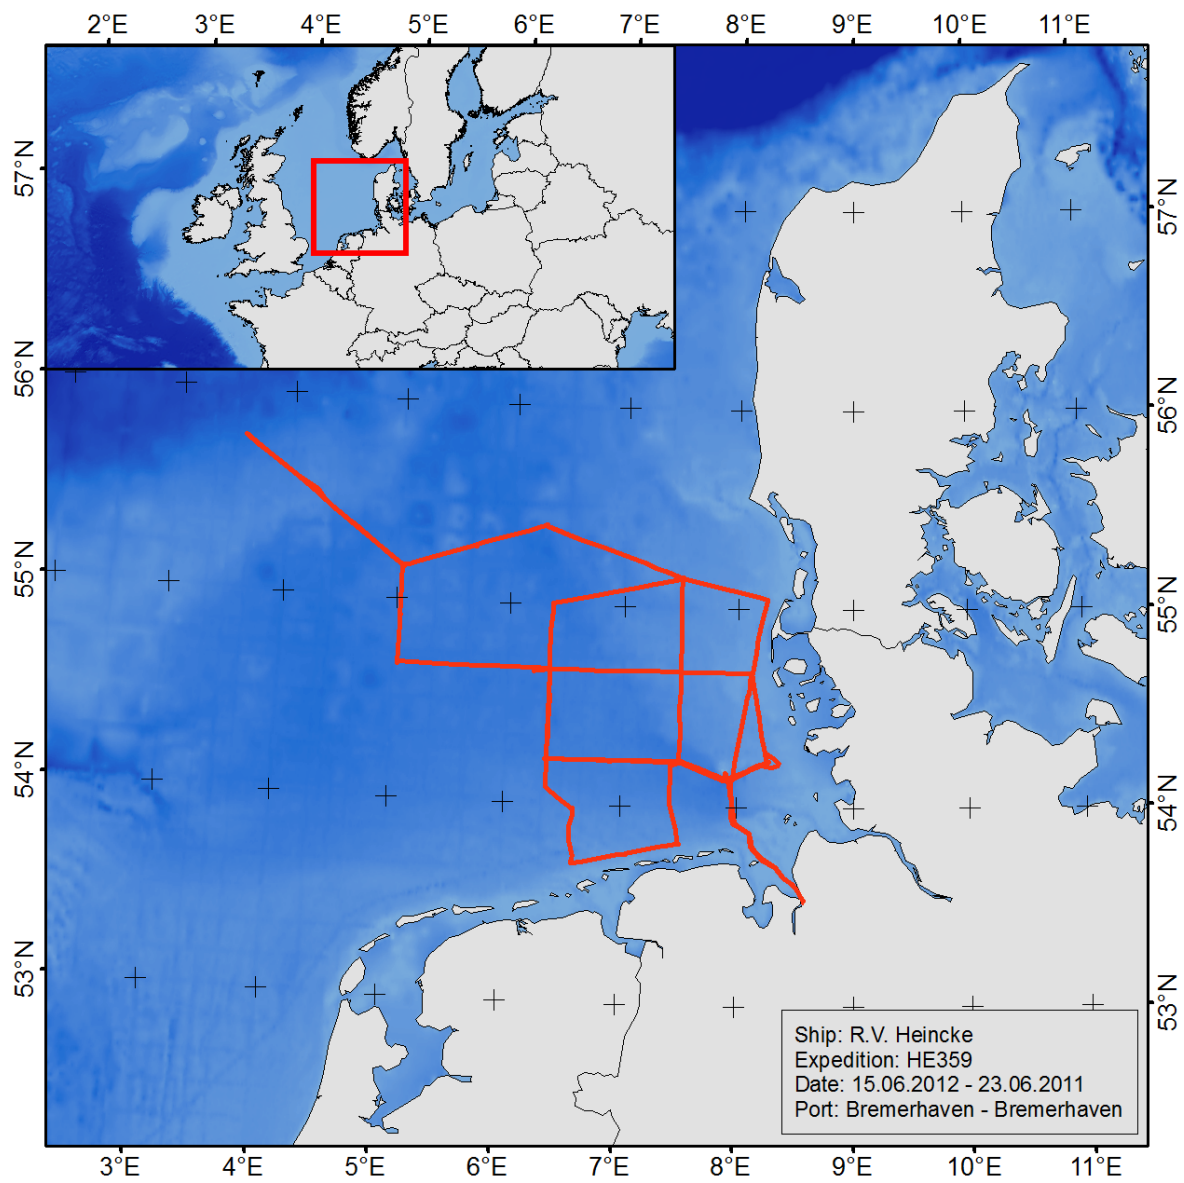 2°E 3°E 4°E 5°E 6°E 7°E 8°E 9°E 10°E 11°E
57°N
57°N
56°N
56°N
55°N
55°N
54°N
54°N
53°N
53°N
Ship: R.V. Heincke
Expedition: HE359
Date: 15.06.2012 - 23.06.2011
Port: Bremerhaven - Bremerhaven
3°E 4°E 5°E 6°E 7°E 8°E 9°E 10°E 11°E